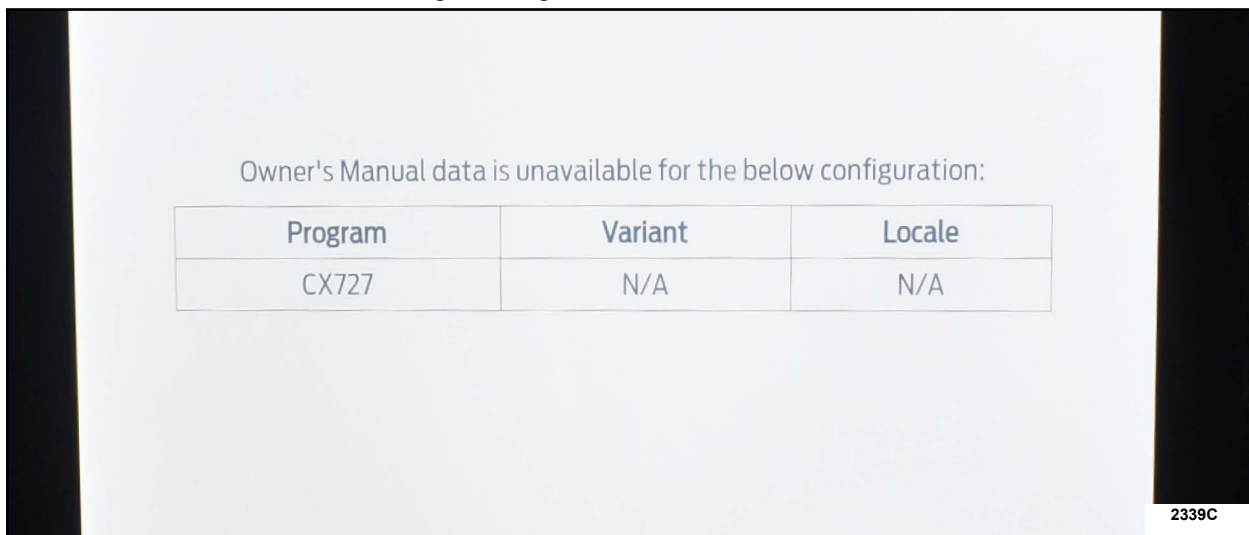 Owner's Manual data is unavailable for the below configuration:
Program Variant Locale
CX727 N/A N/A
2339C